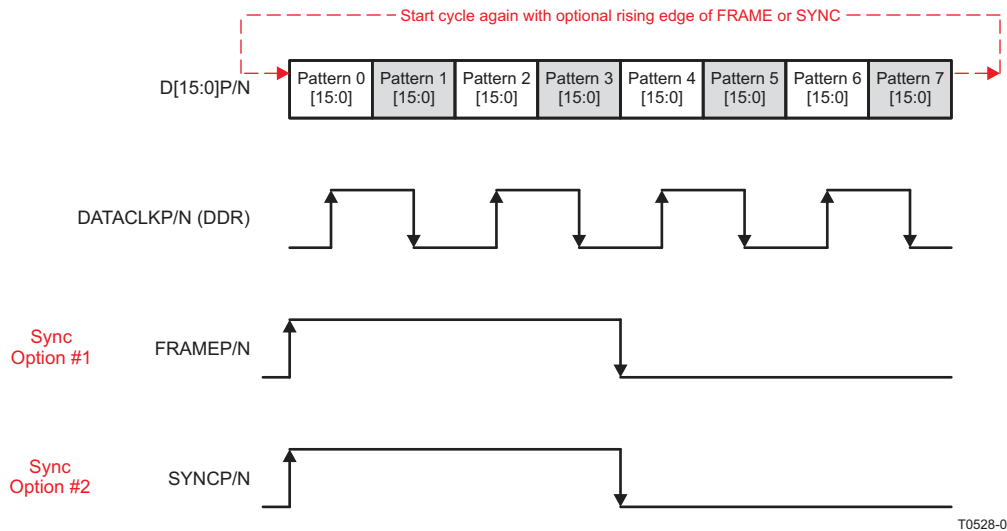 Start cycle again with optional rising edge of FRAME or SYNC
D[15:0]P/N
Pattern 0 [15:0]
Pattern 1 [15:0]
Pattern 2 [15:0]
Pattern 3 [15:0]
Pattern 4 [15:0]
Pattern 5 [15:0]
Pattern 6 [15:0]
Pattern 7 [15:0]
DATACLKP/N (DDR)
Sync
Option #1
FRAMEP/N
Sync
Option #2
SYNCP/N
T0528-0